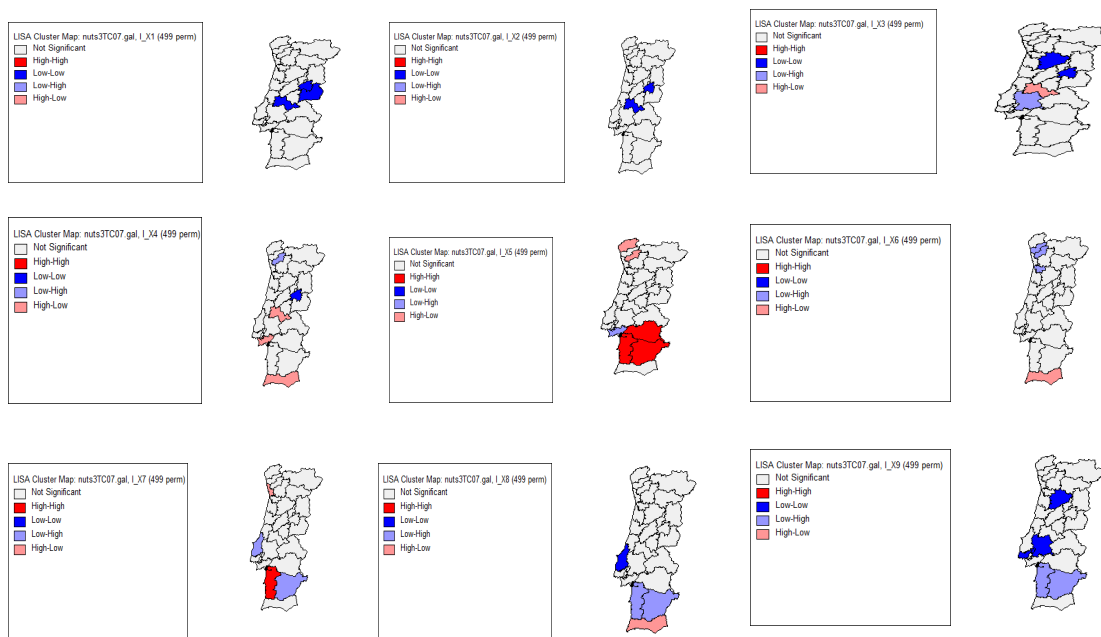 LISA Cluster Map: nuts3TC07.gal, I_X1 (499 perm)
Not Significant
High-High
Low-Low
Low-High
High-Low
LISA Cluster Map: nuts3TC07.gal, I_X2 (499 perm)
Not Significant
High-High
Low-Low
Low-High
High-Low
LISA Cluster Map: nuts3TC07.gal, I_X3 (499 perm)
Not Significant
High-High
Low-Low
Low-High
High-Low
LISA Cluster Map: nuts3TC07.gal, I_X4 (499 perm)
Not Significant
High-High
Low-Low
Low-High
High-Low
LISA Cluster Map: nuts3TC07.gal, I_X5 (499 perm)
Not Significant
High-High
Low-Low
Low-High
High-Low
LISA Cluster Map: nuts3TC07.gal, I_X6 (499 perm)
Not Significant
High-High
Low-Low
Low-High
High-Low
LISA Cluster Map: nuts3TC07.gal, I_X7 (499 perm)
Not Significant
High-High
Low-Low
Low-High
High-Low
LISA Cluster Map: nuts3TC07.gal, I_X8 (499 perm)
Not Significant
High-High
Low-Low
Low-High
High-Low
LISA Cluster Map: nuts3TC07.gal, I_X9 (499 perm)
Not Significant
High-High
Low-Low
Low-High
High-Low